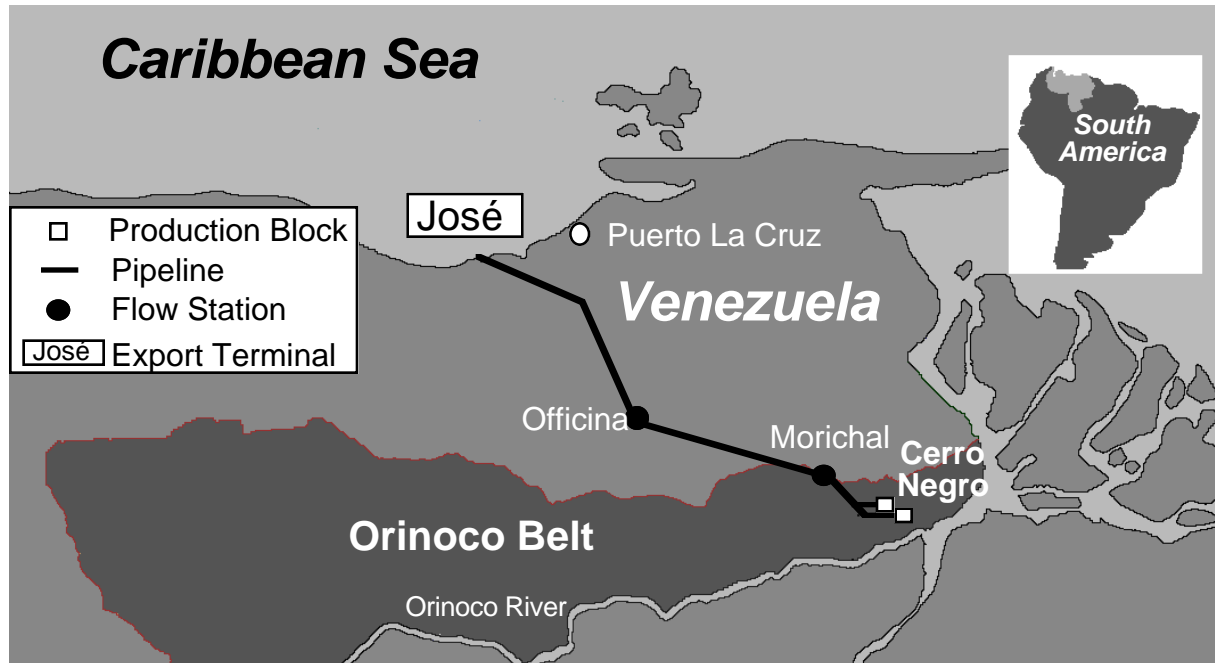 Caribbean Sea
South
America
José
Production Block
Pipeline
Flow Station
José Export Terminal
Puerto La Cruz
Venezuela
Officina
Morichal
Cerro
Negro
Orinoco Belt
Orinoco River